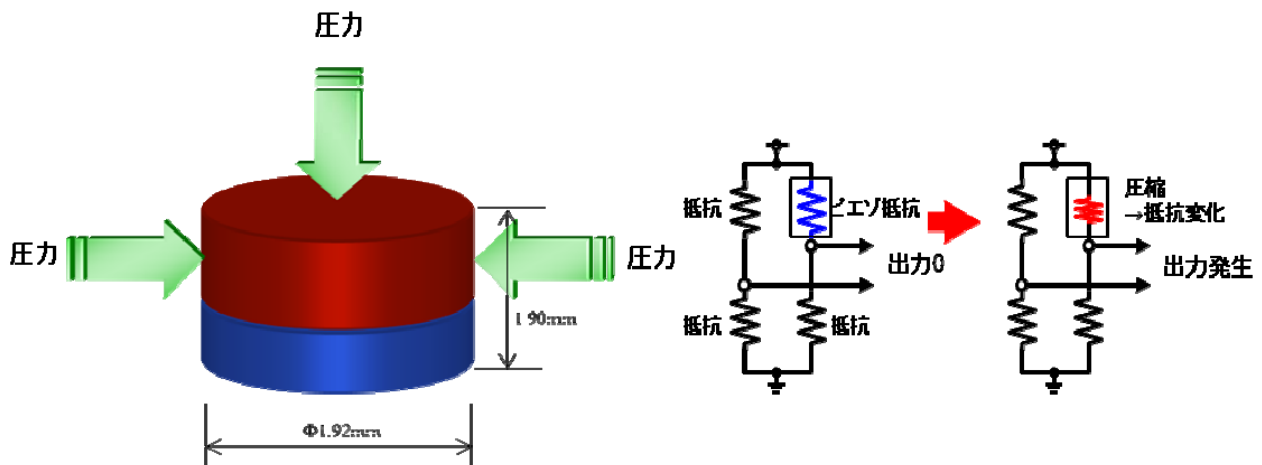 圧力
圧力
圧力
1.90mm
Φ1.92mm
抵抗
ピエゾ抵抗
出力0
抵抗
抵抗
圧縮
→抵抗変化
出力発生